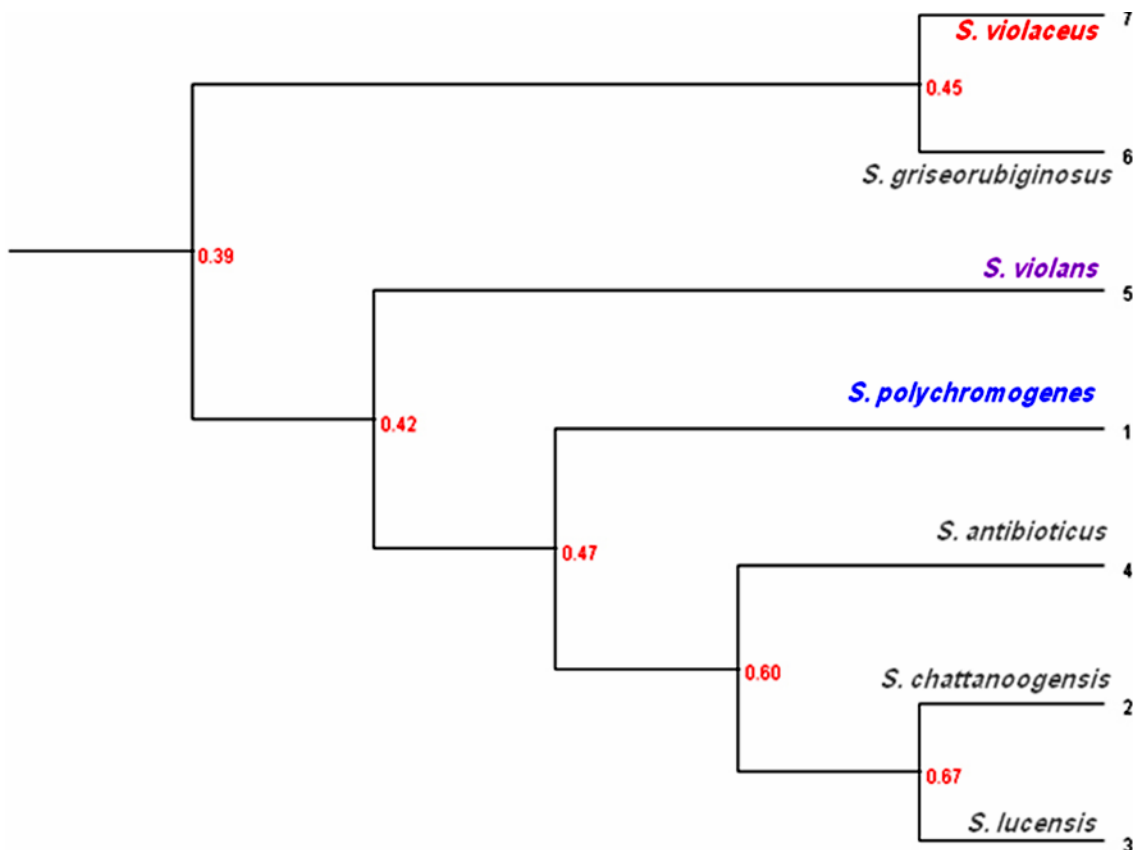 7
S. violaceus
0.45
6
S. griseorubiginosus
0.39
S. violans
5
S. polychromogenes
1
0.42
S. antibioticus
0.47
4
0.60
S. chattanoogensis
2
0.67
S. lucensis
3